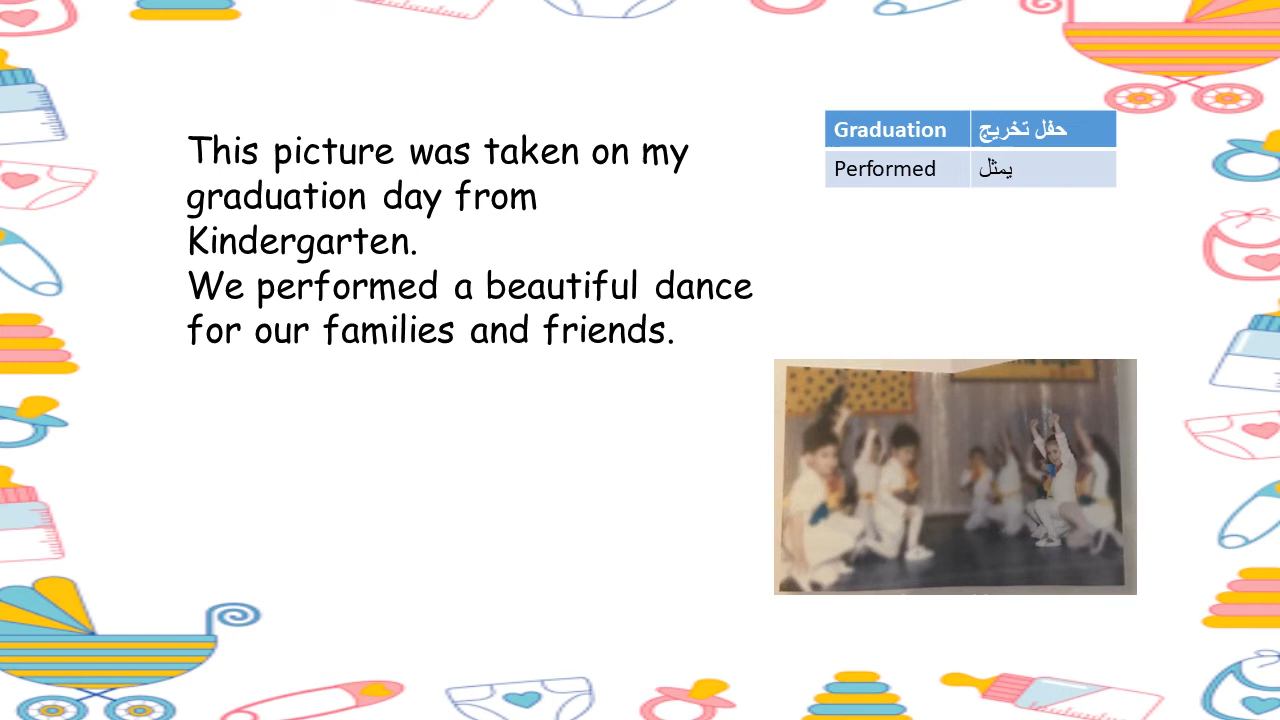 This picture was taken on my
graduation day from
Kindergarten.
We performed a beautiful dance
for our families and friends.
Graduation حفل تخريج
Performed يمثل